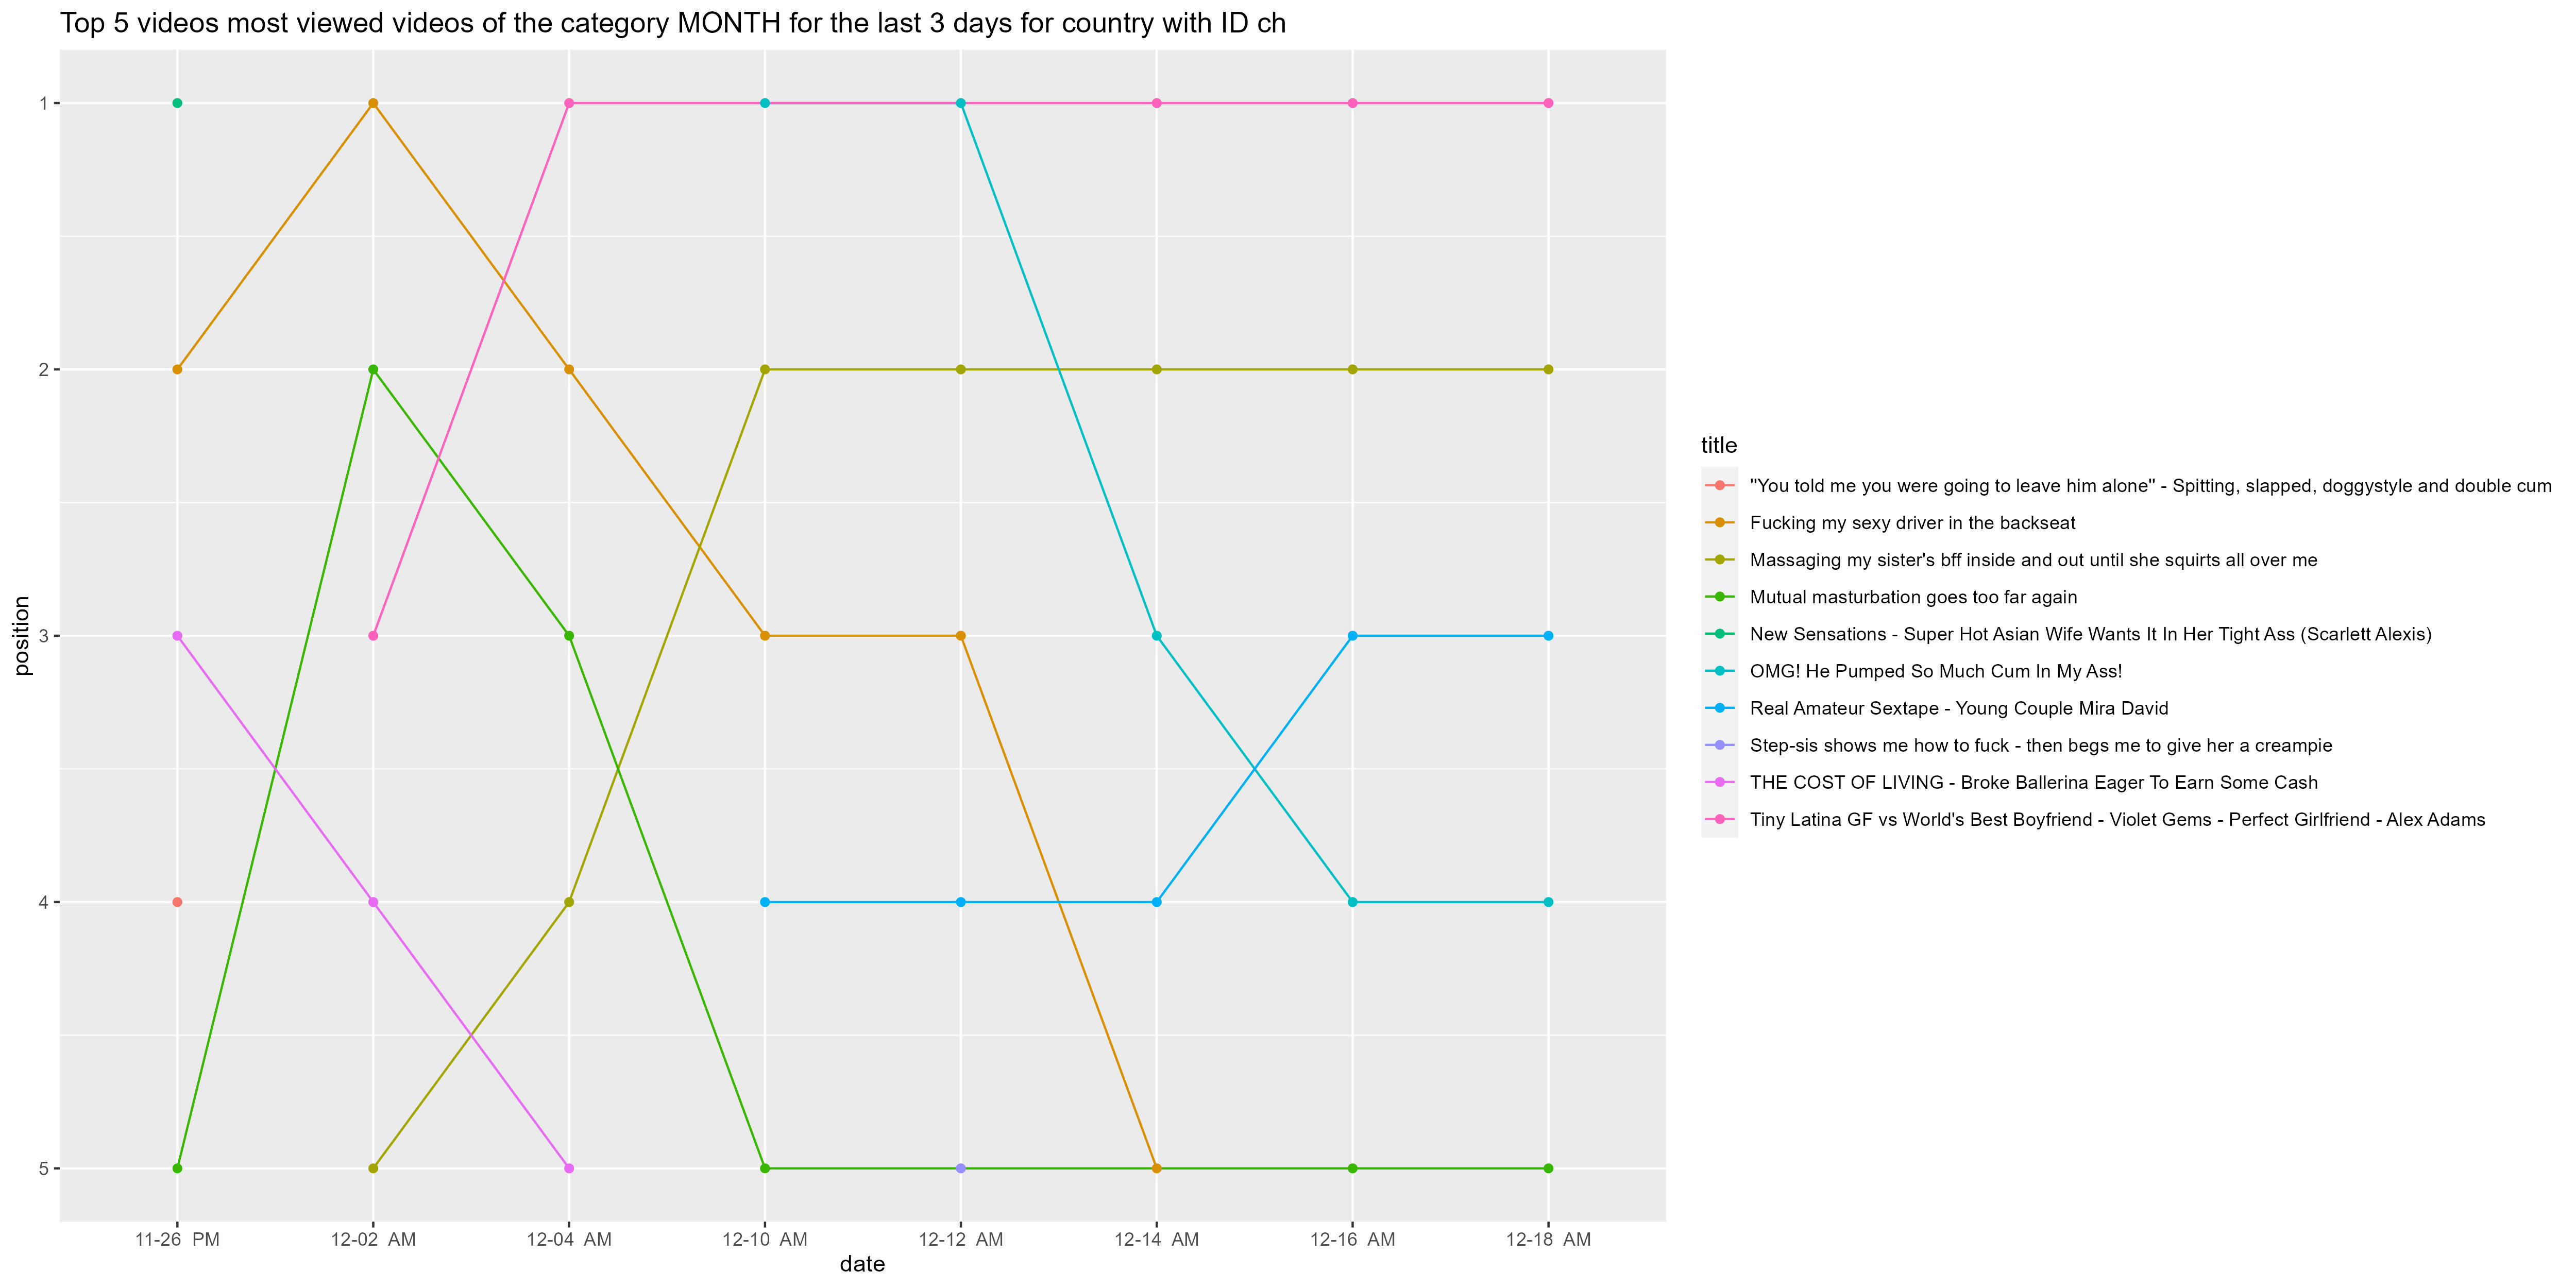 Top 5 videos most viewed videos of the category MONTH for the last 3 days for country with ID ch
1
2
3
4
5
position
11-26 PM
12-02 AM
12-04 AM
12-10 AM
12-12 AM
12-14 AM
12-16 AM
12-18 AM
date
title
"You told me you were going to leave him alone" - Spitting, slapped, doggystyle and double cum
Fucking my sexy driver in the backseat
Massaging my sister's bff inside and out until she squirts all over me
Mutual masturbation goes too far again
New Sensations - Super Hot Asian Wife Wants It In Her Tight Ass (Scarlett Alexis)
OMG! He Pumped So Much Cum In My Ass!
Real Amateur Sextape - Young Couple Mira David
Step-sis shows me how to fuck - then begs me to give her a creampie
THE COST OF LIVING - Broke Ballerina Eager To Earn Some Cash
Tiny Latina GF vs World's Best Boyfriend - Violet Gems - Perfect Girlfriend - Alex Adams